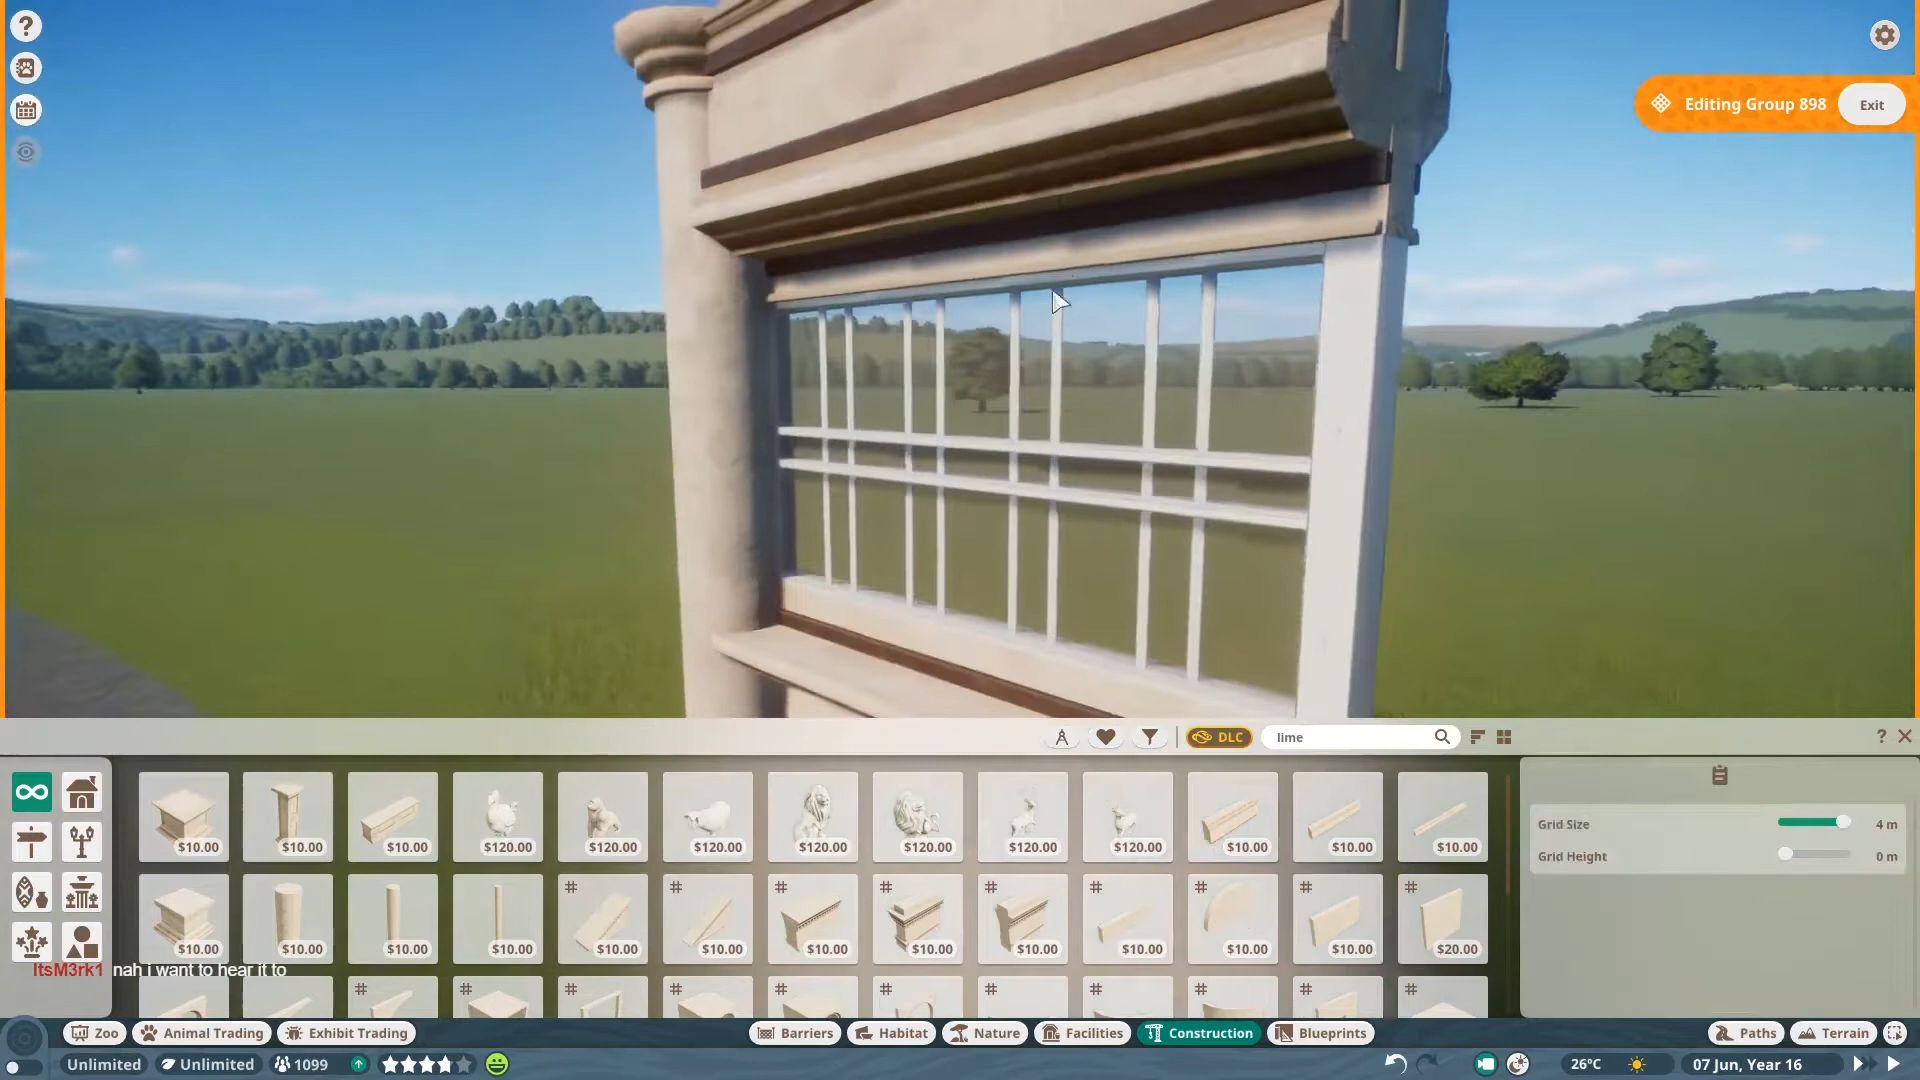 ?
Editing Group 898
Exit
DLC
lime
?
$10.00 $10.00 $10.00 $120.00 $120.00 $120.00 $120.00 $120.00 $120.00 $120.00 $10.00 $10.00 $10.00
# # # # # # # # #
$10.00 $10.00 $10.00 $10.00 $10.00 $10.00 $10.00 $10.00 $10.00 $10.00 $10.00 $10.00 $20.00
# # # # # # # # # # #
Grid Size 4 m
Grid Height 0 m
ItsM3rk1 nah i want to hear it to
Zoo Animal Trading Exhibit Trading Barriers Habitat Nature Facilities Construction Blueprints Paths Terrain
Unlimited Unlimited 1099 26°C 07 Jun, Year 16